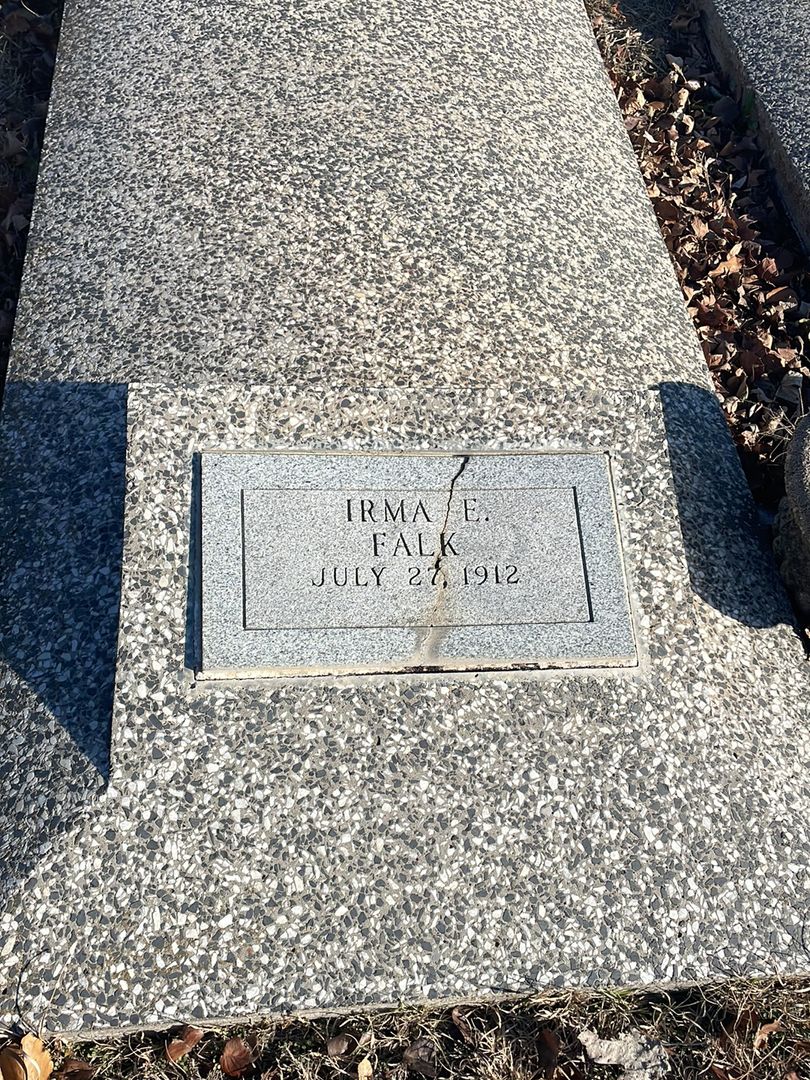 IRMA E.
FALK
JULY 27, 1912